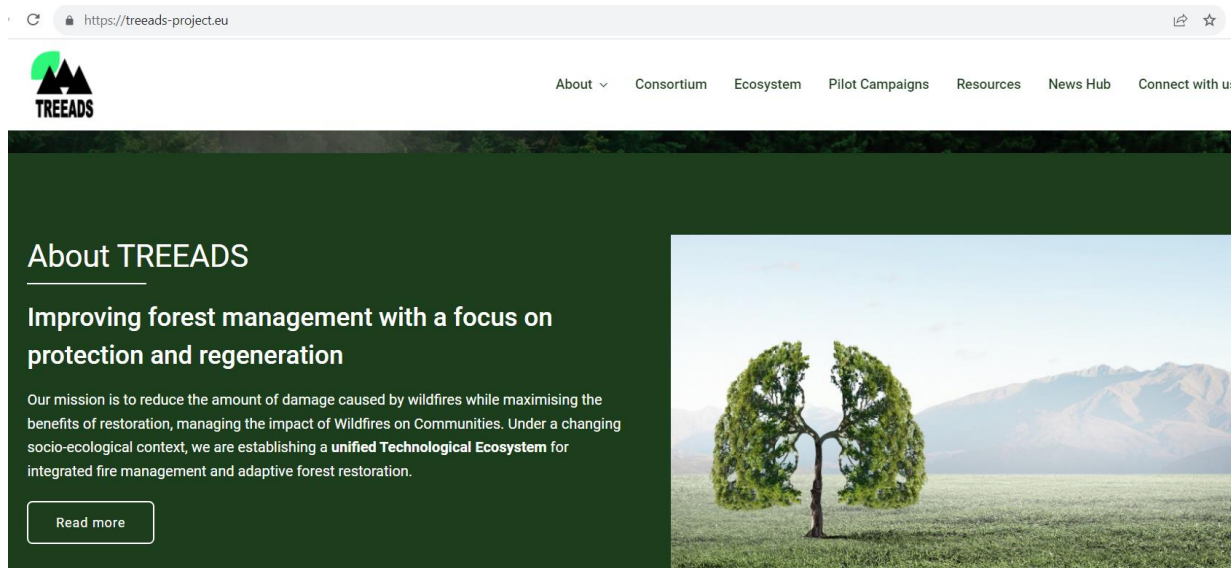 https://treeads-project.eu
TREEADS
About
Consortium
Ecosystem
Pilot Campaigns
Resources
News Hub
Connect with us
About TREEADS
Improving forest management with a focus on
protection and regeneration
Our mission is to reduce the amount of damage caused by wildfires while maximising the
benefits of restoration, managing the impact of Wildfires on Communities. Under a changing
socio-ecological context, we are establishing a unified Technological Ecosystem for
integrated fire management and adaptive forest restoration.
Read more